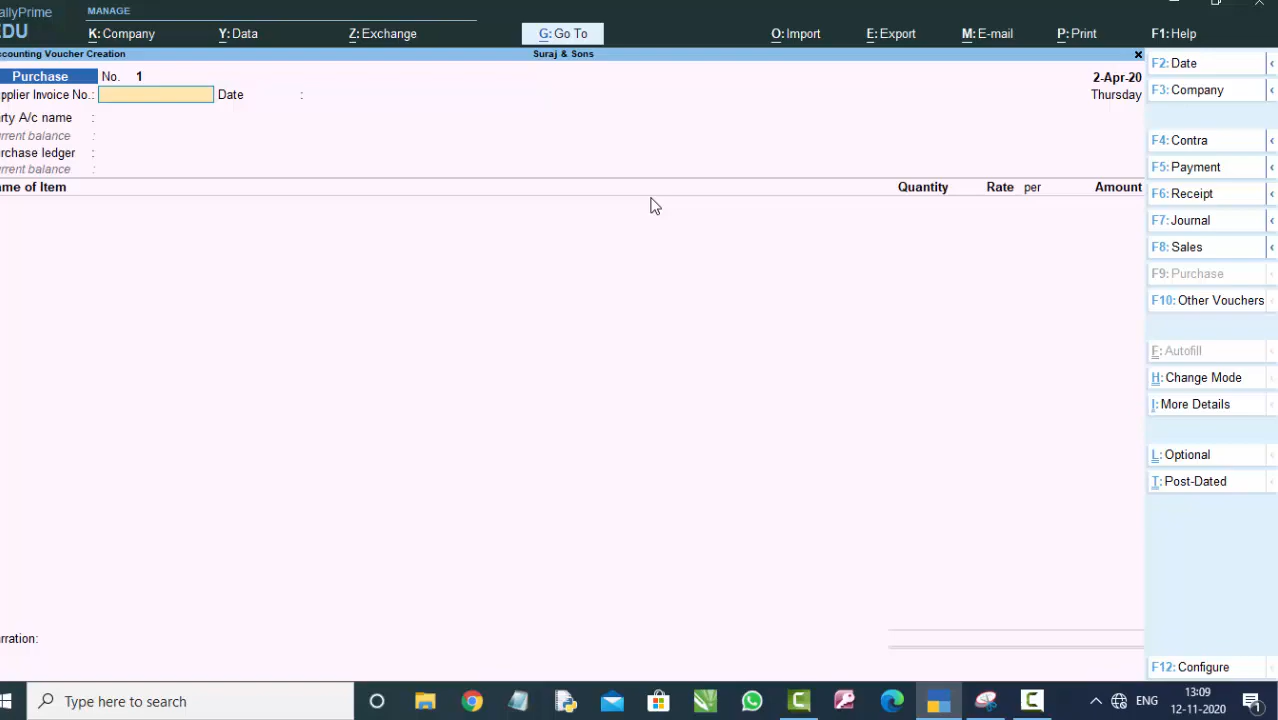 allyPrime
EDU
MANAGE
K: Company
Y: Data
Z: Exchange
G: Go To
O: Import
E: Export
M: E-mail
P: Print
F1: Help
ccounting Voucher Creation
Suraj & Sons
Purchase
No. 1
2-Apr-20
pplier Invoice No.:
Date :
Thursday
rty A/c name :
rrent balance :
rchase ledger :
rrent balance :
ame of Item
Quantity
Rate per
Amount
rration:
F2: Date
F3: Company
F4: Contra
F5: Payment
F6: Receipt
F7: Journal
F8: Sales
F9: Purchase
F10: Other Vouchers
F: Autofill
H: Change Mode
I: More Details
L: Optional
T: Post-Dated
F12: Configure
Type here to search
ENG
13:09
12-11-2020
1